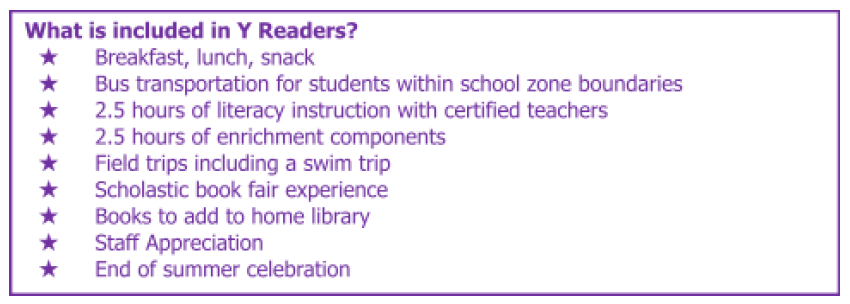 What is included in Y Readers?
★ Breakfast, lunch, snack
★ Bus transportation for students within school zone boundaries
★ 2.5 hours of literacy instruction with certified teachers
★ 2.5 hours of enrichment components
★ Field trips including a swim trip
★ Scholastic book fair experience
★ Books to add to home library
★ Staff Appreciation
★ End of summer celebration